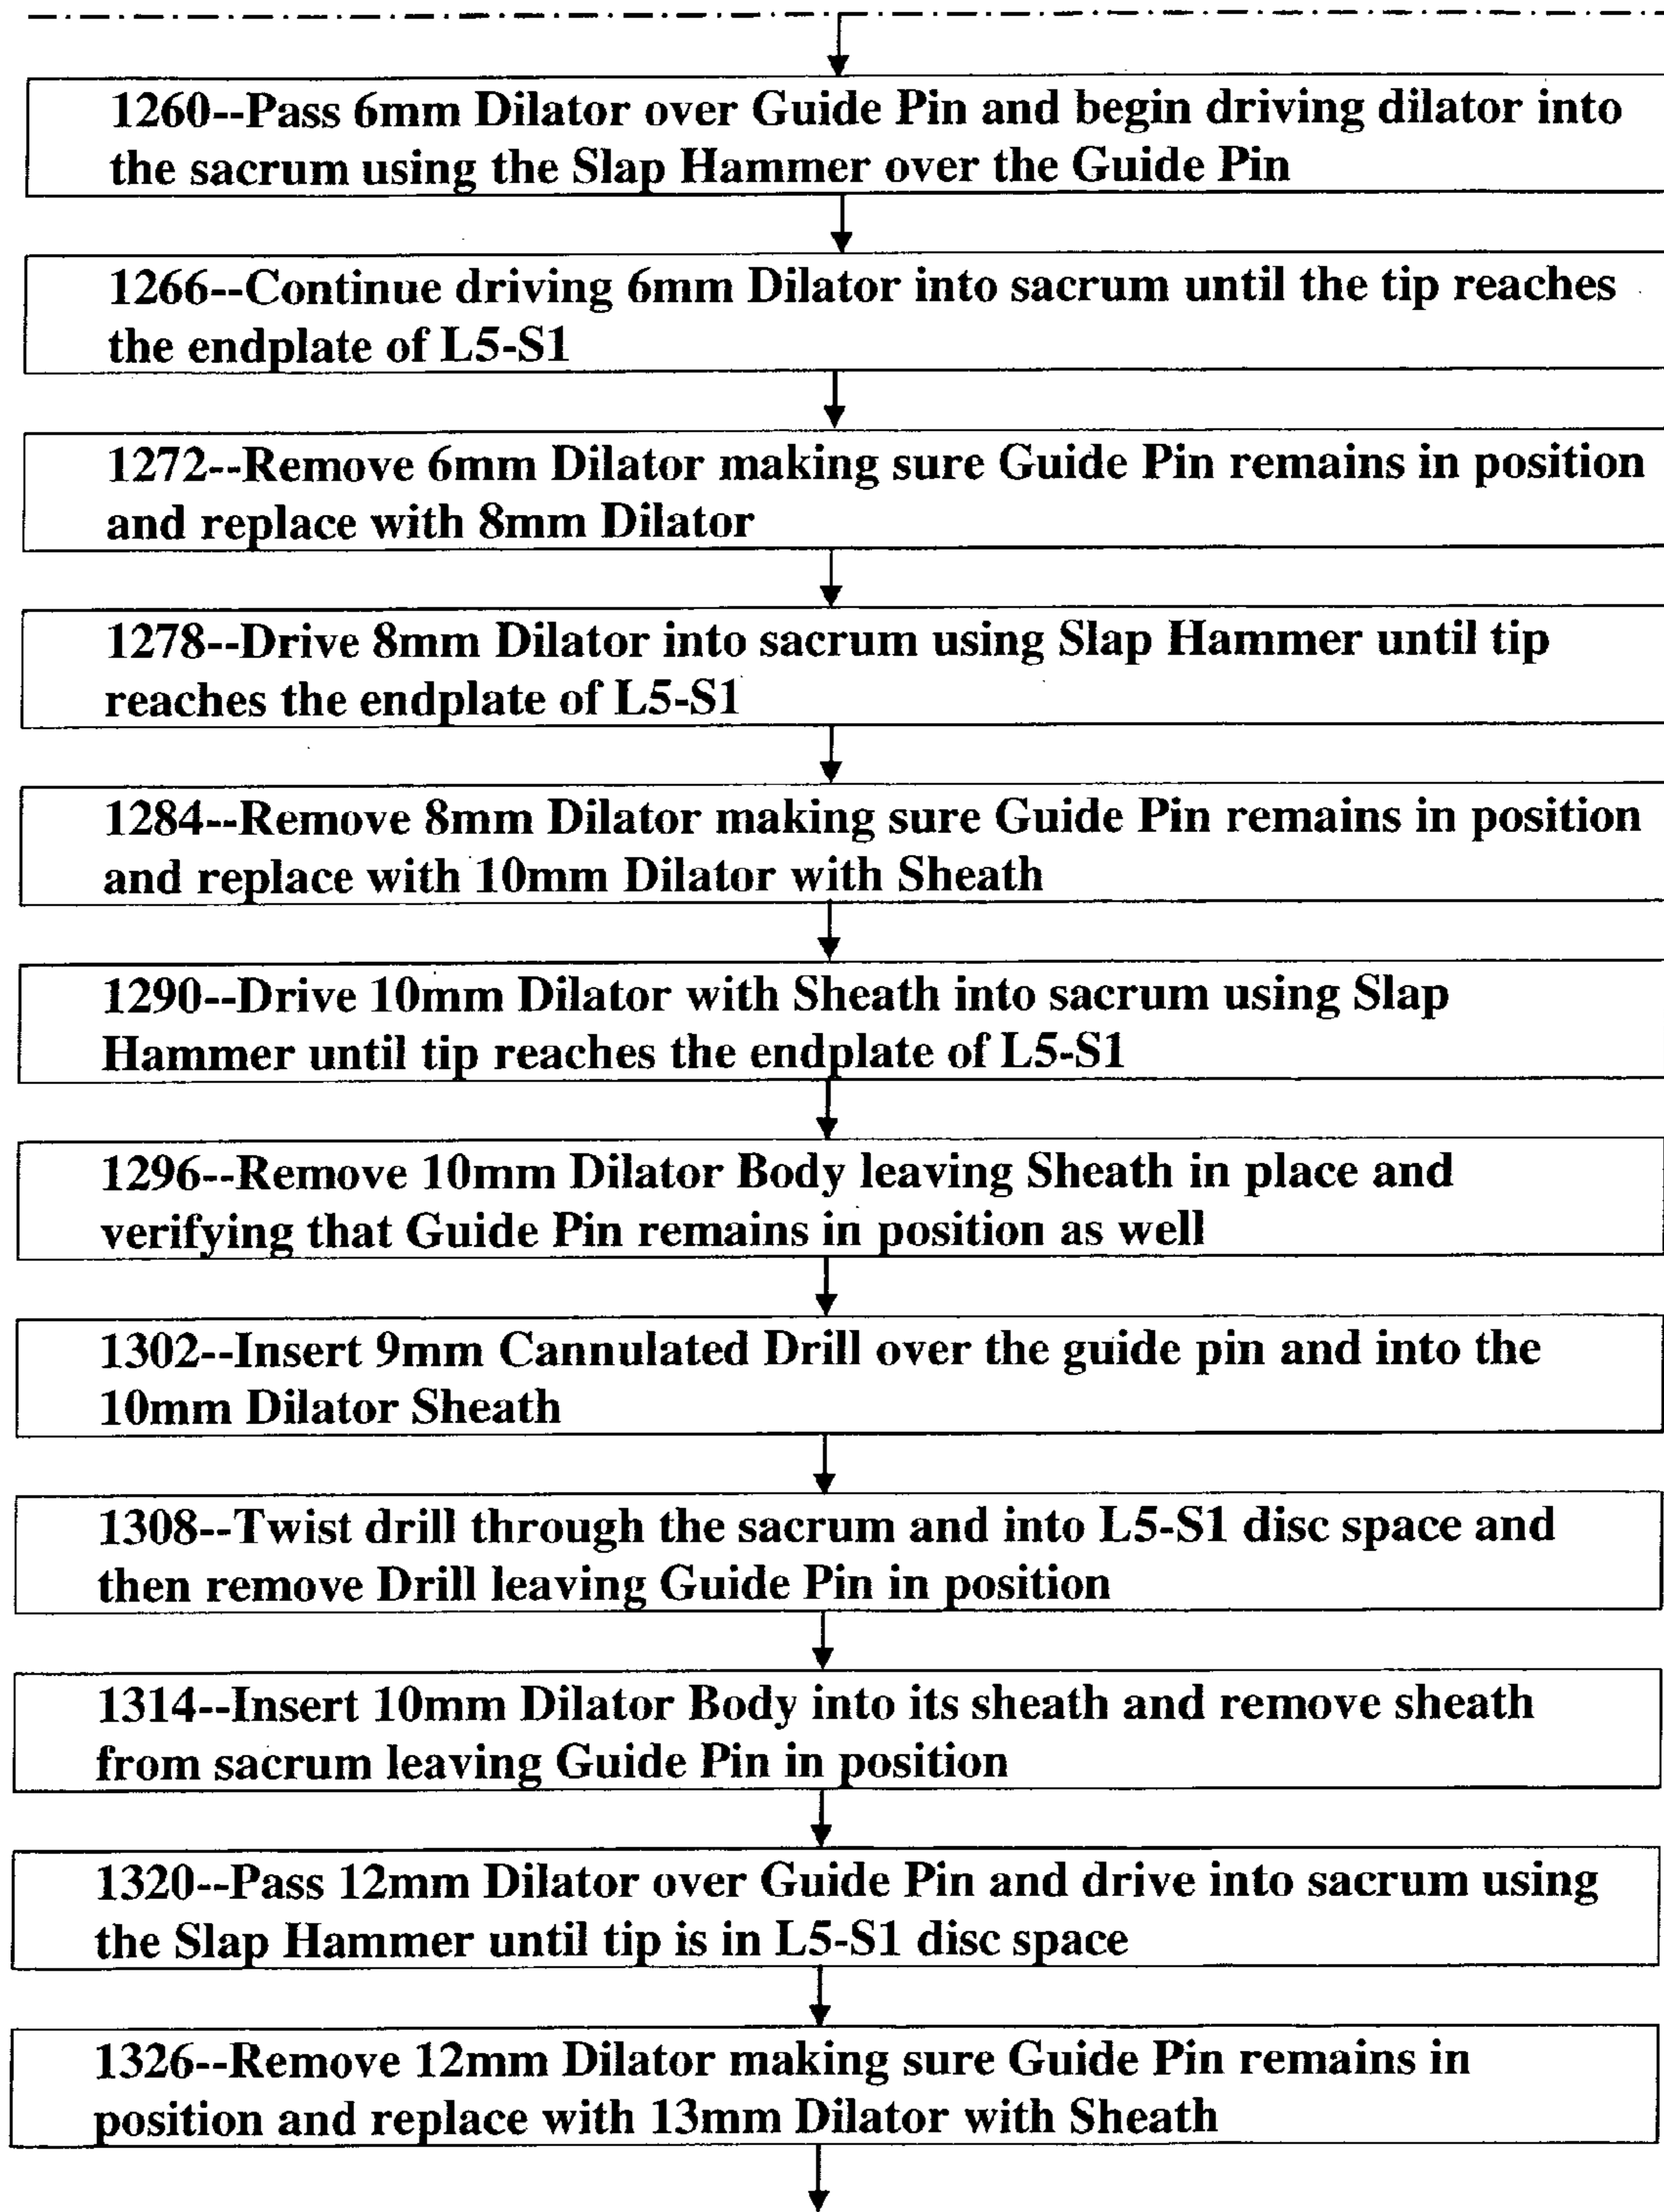 1260--Pass 6mm Dilator over Guide Pin and begin driving dilator into
the sacrum using the Slap Hammer over the Guide Pin
1266--Continue driving 6mm Dilator into sacrum until the tip reaches
the endplate of L5-S1
1272--Remove 6mm Dilator making sure Guide Pin remains in position
and replace with 8mm Dilator
1278--Drive 8mm Dilator into sacrum using Slap Hammer until tip
reaches the endplate of L5-S1
1284--Remove 8mm Dilator making sure Guide Pin remains in position
and replace with 10mm Dilator with Sheath
1290--Drive 10mm Dilator with Sheath into sacrum using Slap
Hammer until tip reaches the endplate of L5-S1
1296--Remove 10mm Dilator Body leaving Sheath in place and
verifying that Guide Pin remains in position as well
1302--Insert 9mm Cannulated Drill over the guide pin and into the
10mm Dilator Sheath
1308--Twist drill through the sacrum and into L5-S1 disc space and
then remove Drill leaving Guide Pin in position
1314--Insert 10mm Dilator Body into its sheath and remove sheath
from sacrum leaving Guide Pin in position
1320--Pass 12mm Dilator over Guide Pin and drive into sacrum using
the Slap Hammer until tip is in L5-S1 disc space
1326--Remove 12mm Dilator making sure Guide Pin remains in
position and replace with 13mm Dilator with Sheath